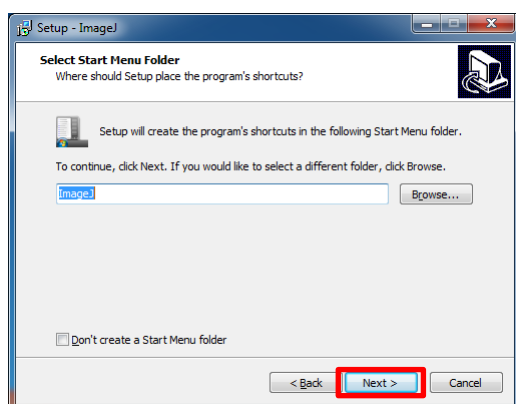 Setup - ImageJ
Select Start Menu Folder
Where should Setup place the program's shortcuts?
Setup will create the program's shortcuts in the following Start Menu folder.
To continue, click Next. If you would like to select a different folder, click Browse.
ImageJ
Browse...
Don't create a Start Menu folder
< Back Next > Cancel